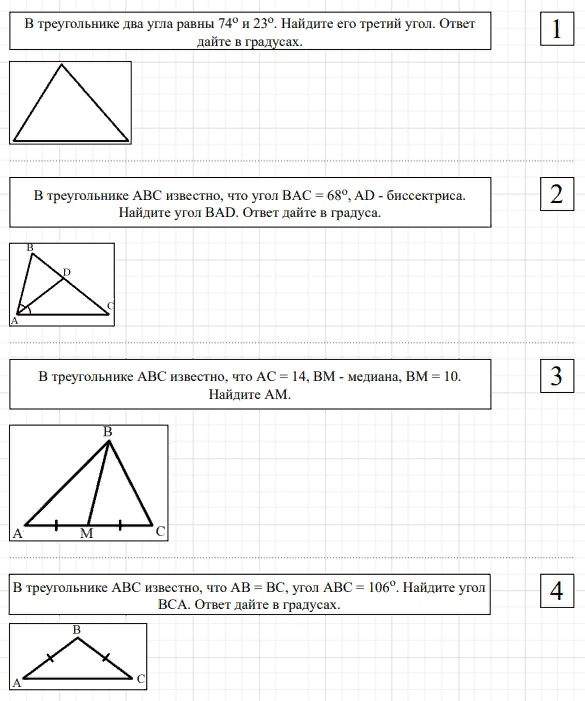 В треугольнике два угла равны 74° и 23°. Найдите его третий угол. Ответ
дайте в градусах.
1
В треугольнике ABC известно, что угол BAC = 68°, AD - биссектриса.
Найдите угол BAD. Ответ дайте в градуса.
2
B
D
A
C
В треугольнике ABC известно, что AC = 14, BM - медиана, BM = 10.
Найдите AM.
3
B
A
M
C
В треугольнике ABC известно, что AB = BC, угол ABC = 106°. Найдите угол
BCA. Ответ дайте в градусах.
4
B
A
C